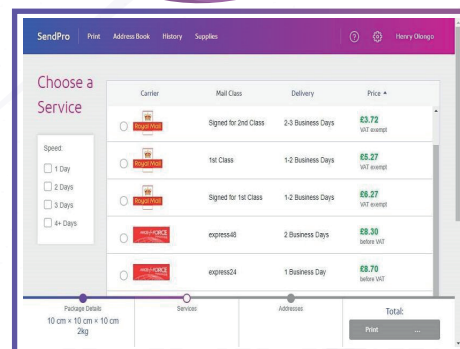 SendPro Print Address Book History Supplies ? Henry Olongo
Choose a
Service
Carrier Mail Class Delivery Price
Speed
1 Day
2 Days
3 Days
4+ Days
Royal Mail Signed for 2nd Class 2-3 Business Days £3.72
VAT exempt
Royal Mail 1st Class 1-2 Business Days £5.27
VAT exempt
Royal Mail Signed for 1st Class 1-2 Business Days £6.27
VAT exempt
express48 2 Business Days £8.30
before VAT
express24 1 Business Day £8.70
before VAT
Package Details Services Addresses Total:
10 cm × 10 cm × 10
cm
2kg
Print ...